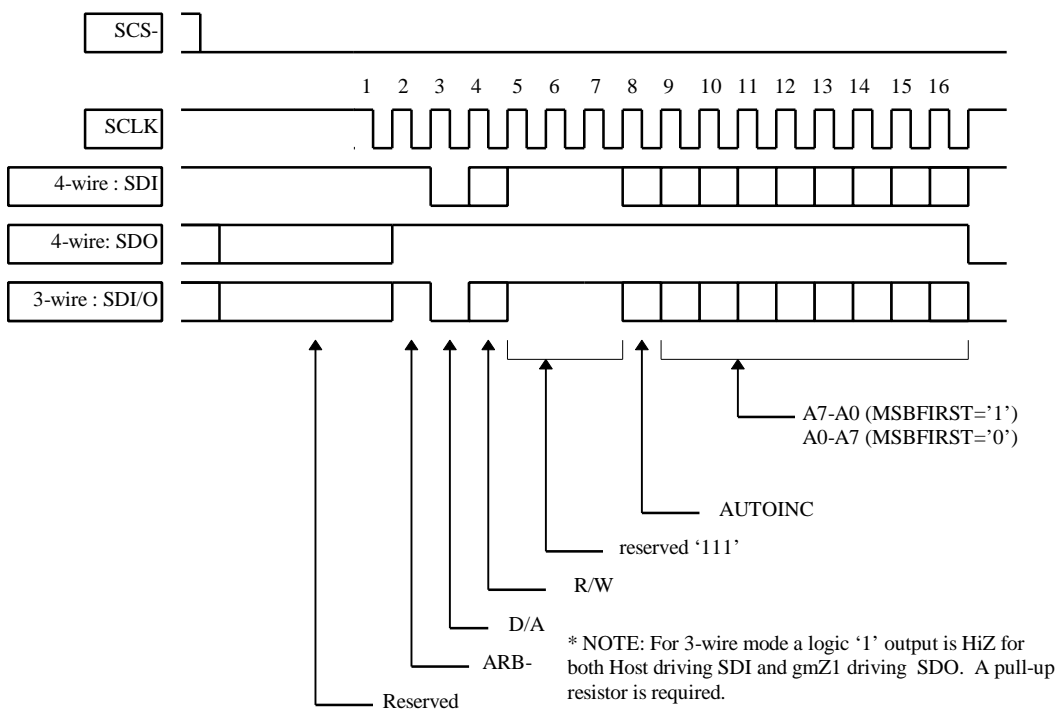 SCS-
1 2 3 4 5 6 7 8 9 10 11 12 13 14 15 16
SCLK
4-wire : SDI
4-wire: SDO
3-wire : SDI/O
A7-A0 (MSBFIRST=’1’)
A0-A7 (MSBFIRST=’0’)
AUTOINC
reserved ‘111’
R/W
D/A
* NOTE: For 3-wire mode a logic ‘1’ output is HiZ for
both Host driving SDI and gmZ1 driving SDO. A pull-up
resistor is required.
ARB-
Reserved